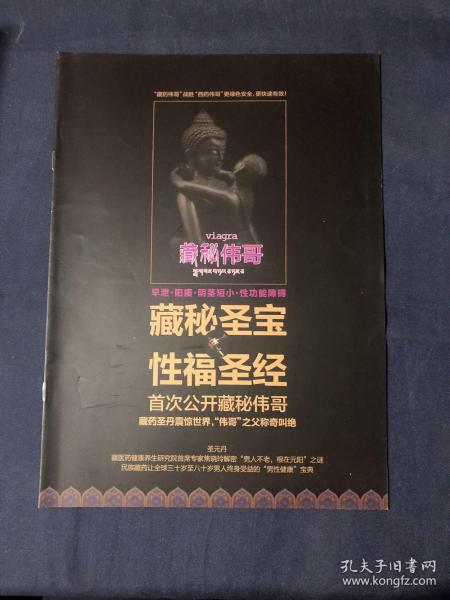 "藏药伟哥"战胜"西药伟哥"更绿色安全,更快速有效!
viagra
藏秘伟哥
早泄·阳痿·阴茎短小·性功能障碍
藏秘圣宝
性福圣经
首次公开藏秘伟哥
藏药圣丹震惊世界,"伟哥"之父称奇叫绝
圣元丹
藏医药健康养生研究院首席专家焦晓玲解密"男人不老,根在元阳"之谜
民族藏药让全球三十岁至八十岁男人终身受益的"男性健康"宝典
孔夫子旧书网
www.kongfz.com